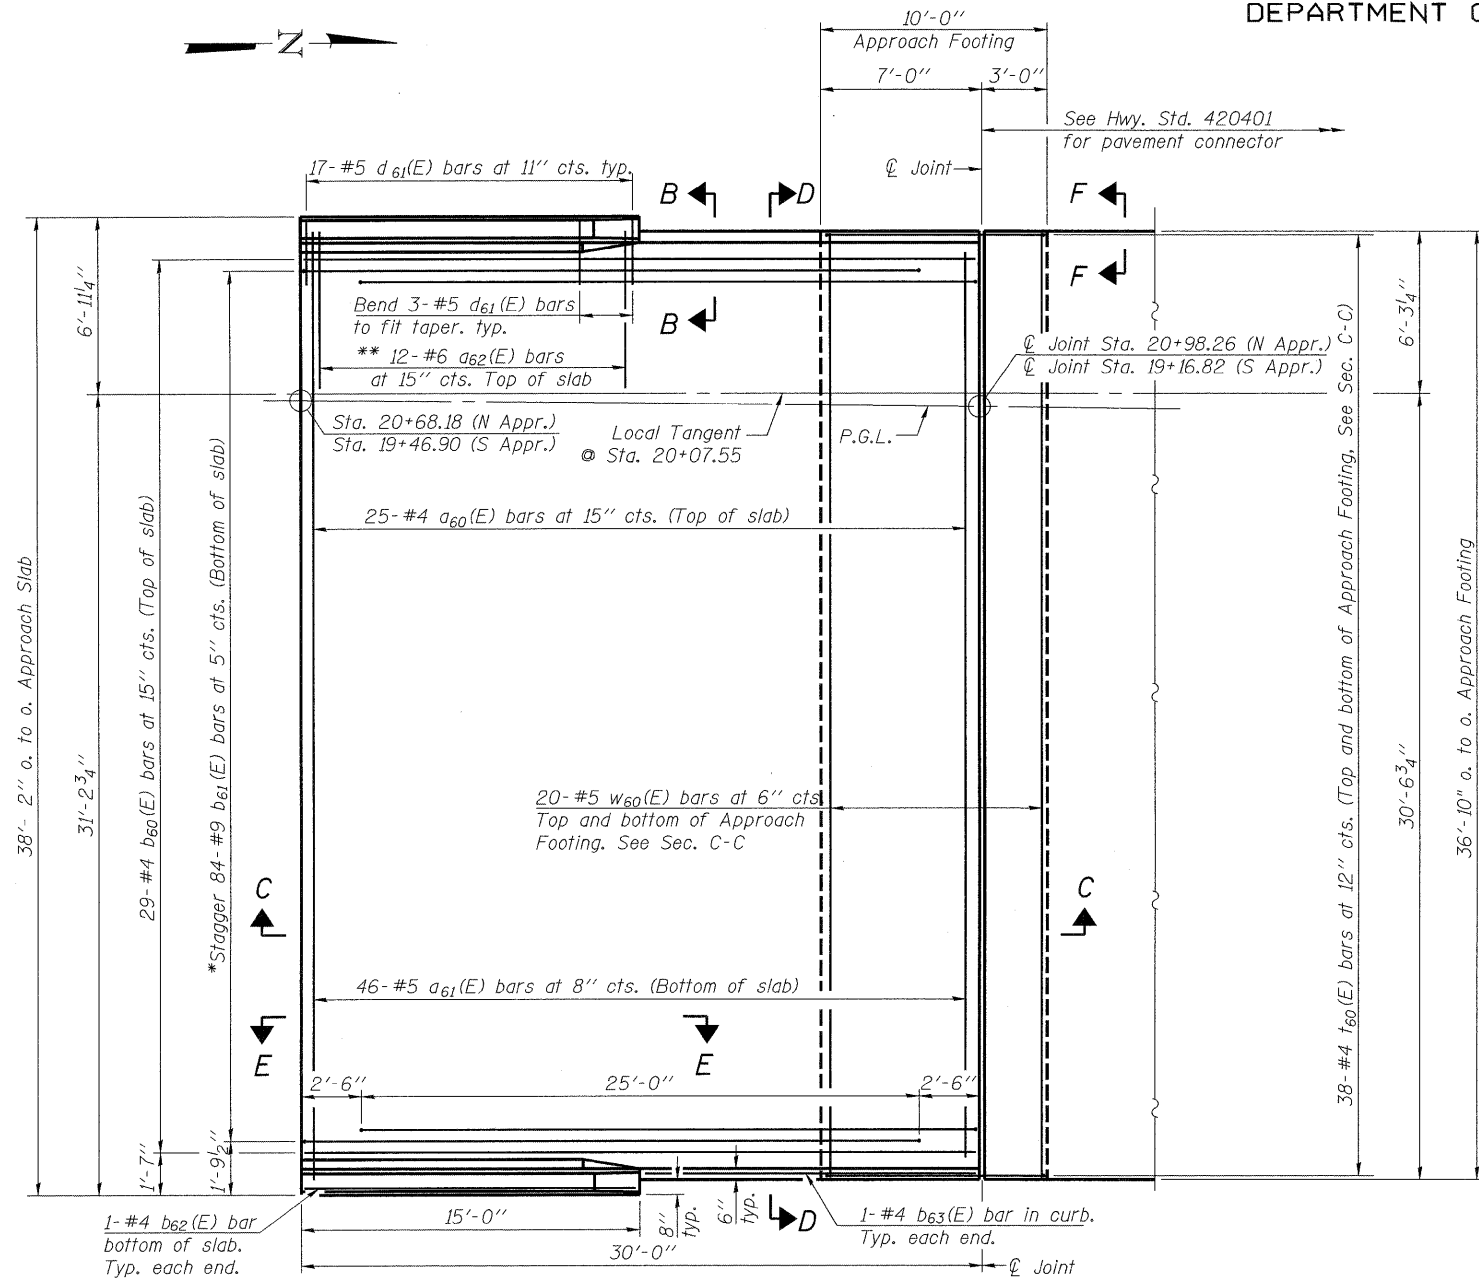 DEPARTMENT
N
10'-0"
Approach Footing
7'-0"
3'-0"
See Hwy. Std. 420401
for pavement connector
17-#5 d61(E) bars at 11" cts. typ.
℄ Joint
B
D
F
F
6'-11¼"
Bend 3-#5 d61(E) bars
to fit taper. typ.
B
** 12-#6 a62(E) bars
at 15" cts. Top of slab
℄ Joint Sta. 20+98.26 (N Appr.)
℄ Joint Sta. 19+16.82 (S Appr.)
6'-3¼"
Sta. 20+68.18 (N Appr.)
Sta. 19+46.90 (S Appr.)
Local Tangent
@ Sta. 20+07.55
P.G.L.
25-#4 a60(E) bars at 15" cts. (Top of slab)
38'- 2" o. to o. Approach Slab
31'-2¾"
29-#4 b60(E) bars at 15" cts. (Top of slab)
*Stagger 84-#9 b61(E) bars at 5" cts. (Bottom of slab)
20-#5 w60(E) bars at 6" cts.
Top and bottom of Approach
Footing. See Sec. C-C
38-#4 t60(E) bars at 12" cts. (Top and bottom of Approach Footing, See Sec. C-C)
30'-6¾"
36'-10" o. to o. Approach Footing
C
C
46-#5 a61(E) bars at 8" cts. (Bottom of slab)
E
E
2'-6"
25'-0"
2'-6"
1'-7"
1'-9½"
1-#4 b62(E) bar
bottom of slab.
Typ. each end.
15'-0"
8"
typ.
6"
typ.
D
1-#4 b63(E) bar in curb.
Typ. each end.
30'-0"
℄ Joint